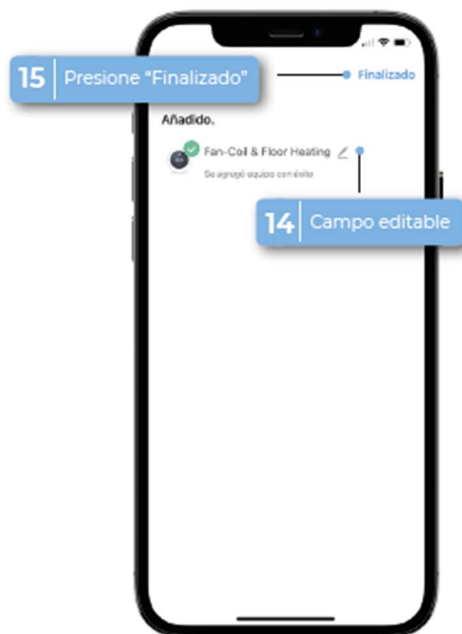 15 Presione “Finalizado”
Finalizado
Añadido.
Fan-Coil & Floor Heating
Se agregó equipo con éxito
14 Campo editable